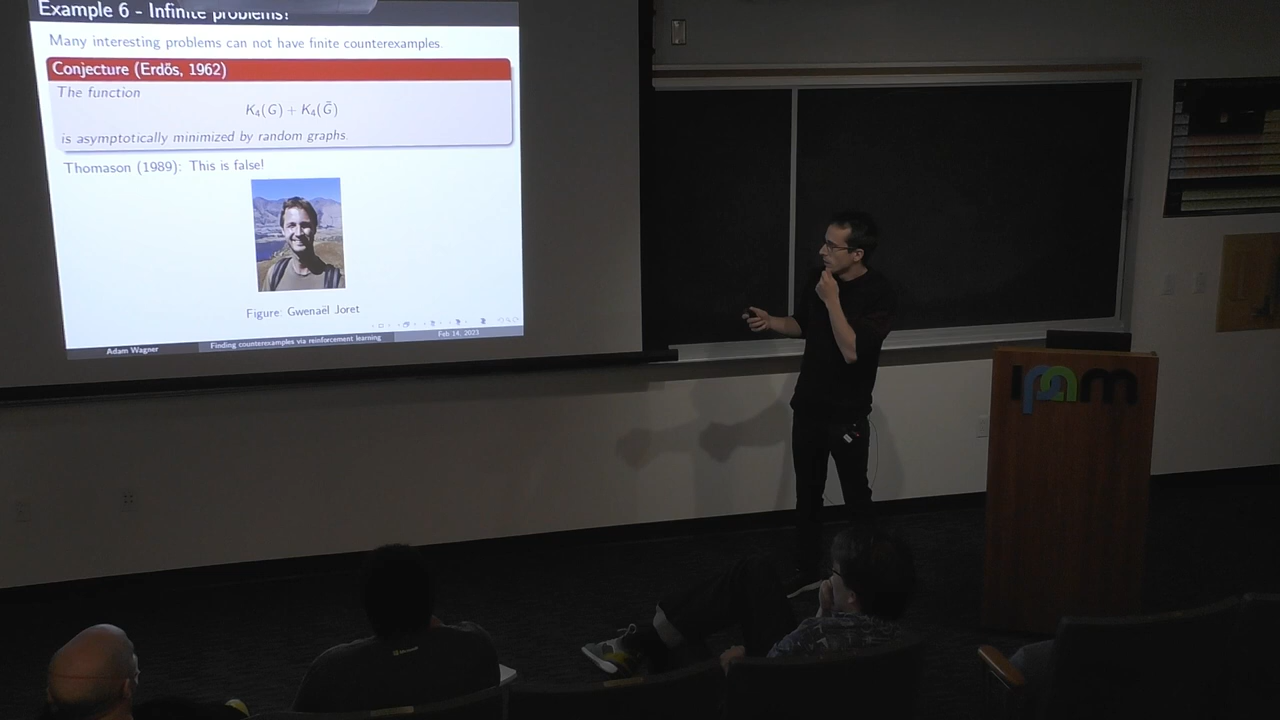 Example 6 - Infinite problems!
Many interesting problems can not have finite counterexamples.
Conjecture (Erdős, 1962)
The function
K₄(G) + K₄(Ḡ)
is asymptotically minimized by random graphs.
Thomason (1989): This is false!
Figure: Gwenaël Joret
Adam Wagner
Finding counterexamples via reinforcement learning
Feb 14, 2023
ipam
Microsoft